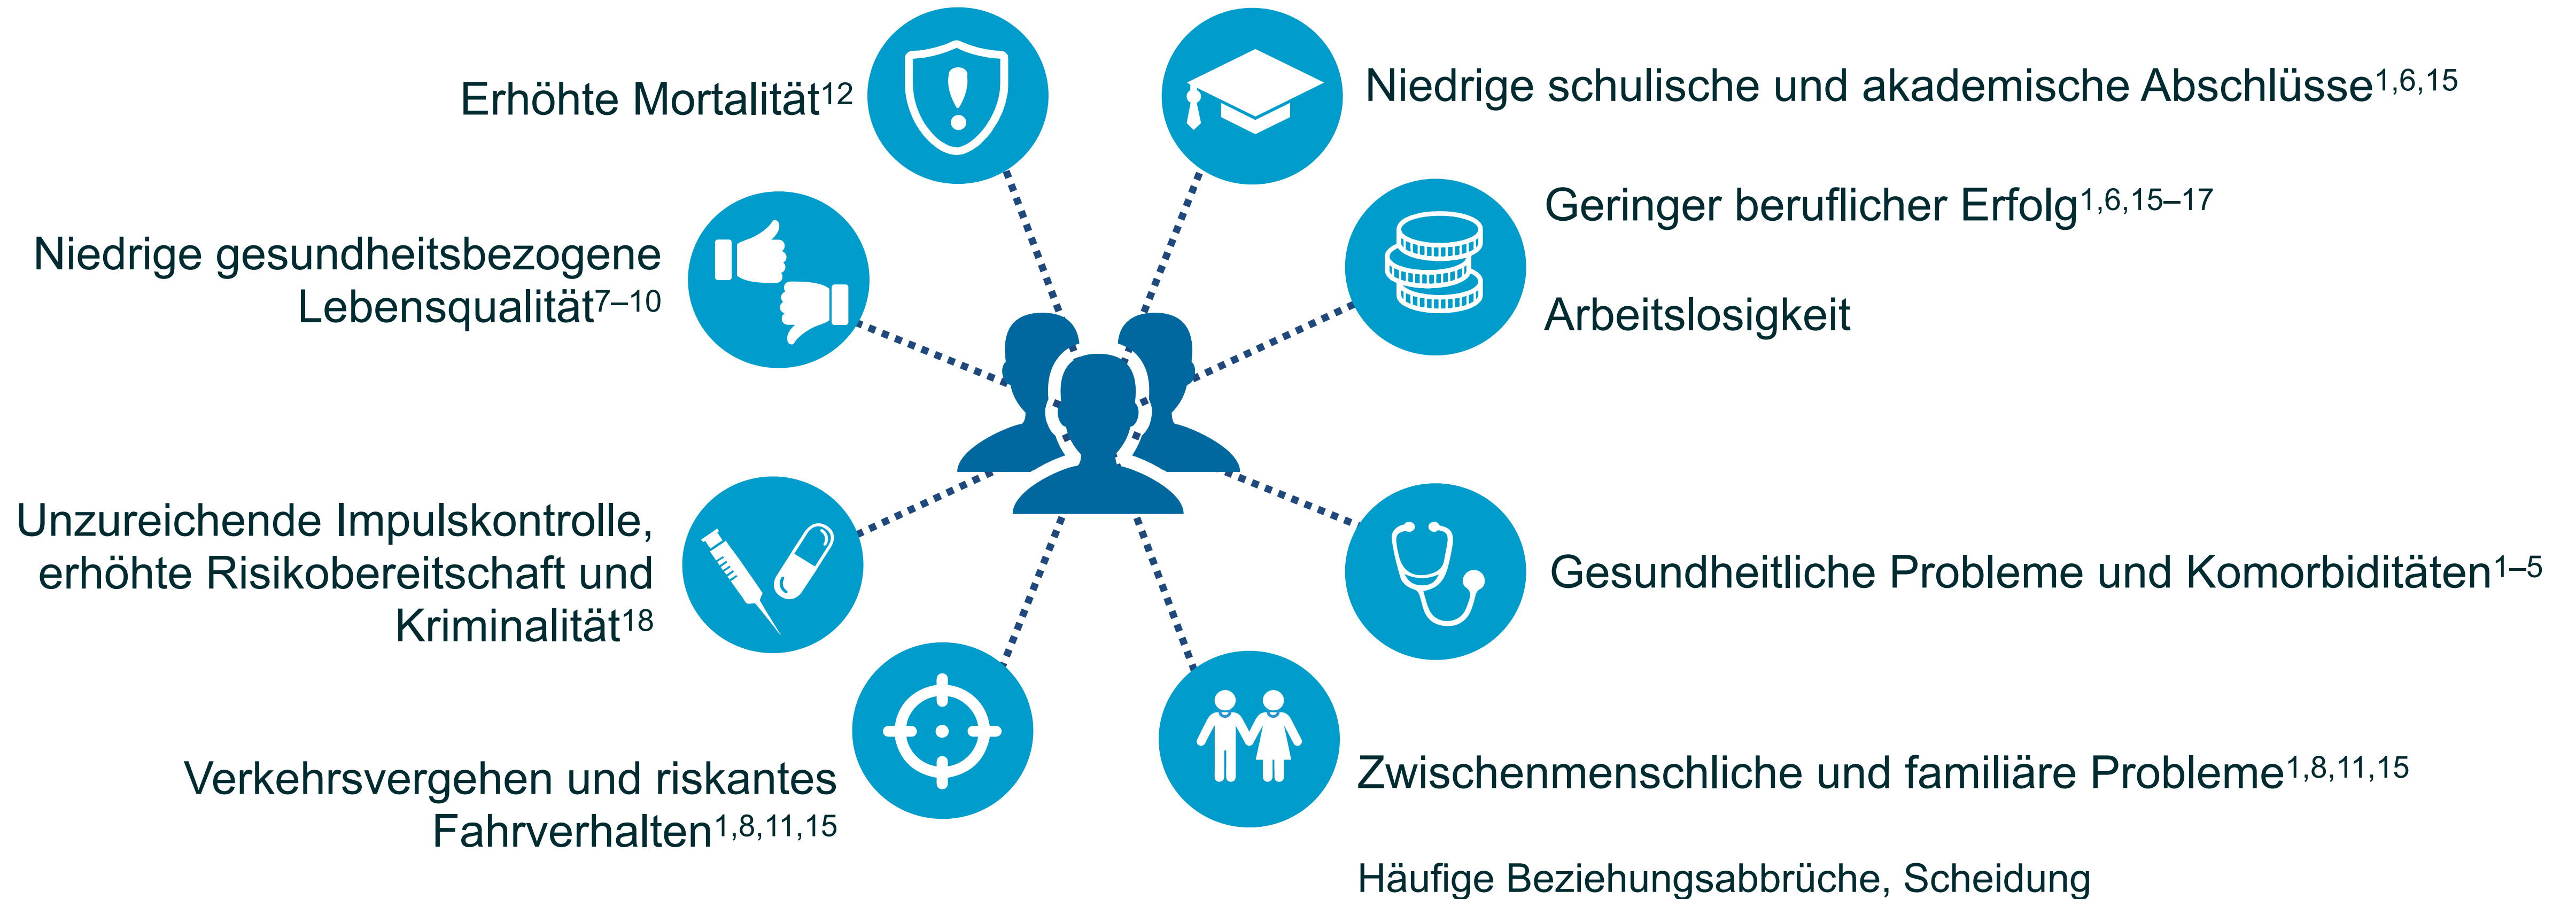 Erhöhte Mortalität12
Niedrige schulische und akademische Abschlüsse1,6,15
Niedrige gesundheitsbezogene
Lebensqualität7–10
Geringer beruflicher Erfolg1,6,15–17
Arbeitslosigkeit
Unzureichende Impulskontrolle,
erhöhte Risikobereitschaft und
Kriminalität18
Gesundheitliche Probleme und Komorbiditäten1–5
Verkehrsvergehen und riskantes
Fahrverhalten1,8,11,15
Zwischenmenschliche und familiäre Probleme1,8,11,15
Häufige Beziehungsabbrüche, Scheidung